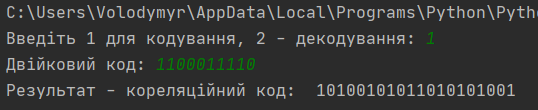 C:\Users\Volodymyr\AppData\Local\Programs\Python\Pytho
Введіть 1 для кодування, 2 - декодування: 1
Двійковий код: 1100011110
Результат - кореляційний код:  10100101011010101001